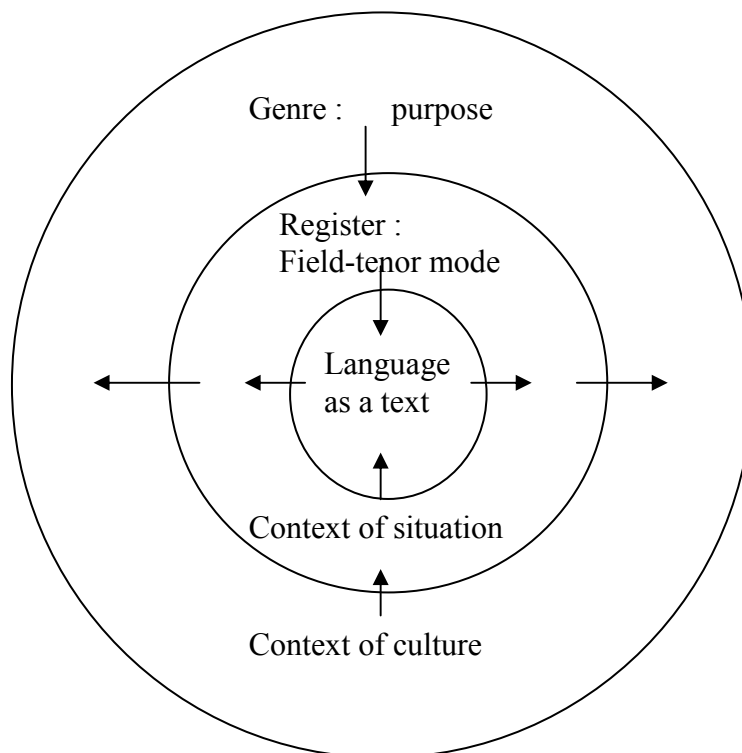 Genre : purpose
Register :
Field-tenor mode
Language
as a text
Context of situation
Context of culture